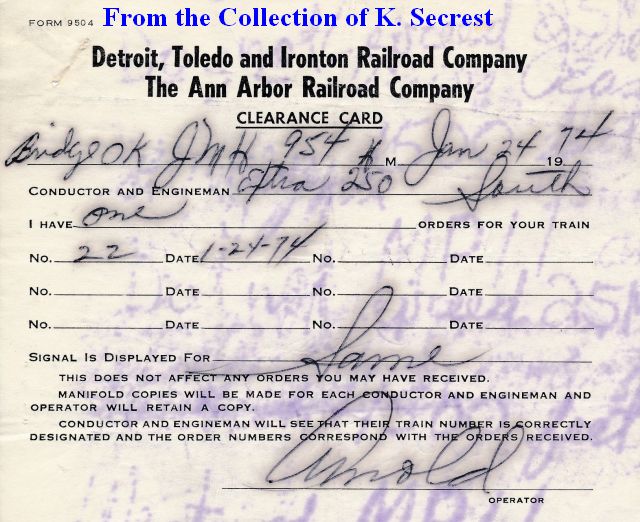 From the Collection of K. Secrest
FORM 9504
Detroit, Toledo and Ironton Railroad Company
The Ann Arbor Railroad Company
CLEARANCE CARD
Bridge OK JMH 954 A M Jan 24 19 74
CONDUCTOR AND ENGINEMAN Extra 250 South
I HAVE one ORDERS FOR YOUR TRAIN
No. 22 DATE 1-24-74 No. DATE
No. DATE No. DATE
No. DATE No. DATE
SIGNAL IS DISPLAYED FOR Same
THIS DOES NOT AFFECT ANY ORDERS YOU MAY HAVE RECEIVED.
MANIFOLD COPIES WILL BE MADE FOR EACH CONDUCTOR AND ENGINEMAN AND
OPERATOR WILL RETAIN A COPY.
CONDUCTOR AND ENGINEMAN WILL SEE THAT THEIR TRAIN NUMBER IS CORRECTLY
DESIGNATED AND THE ORDER NUMBERS CORRESPOND WITH THE ORDERS RECEIVED.
Arnold
OPERATOR